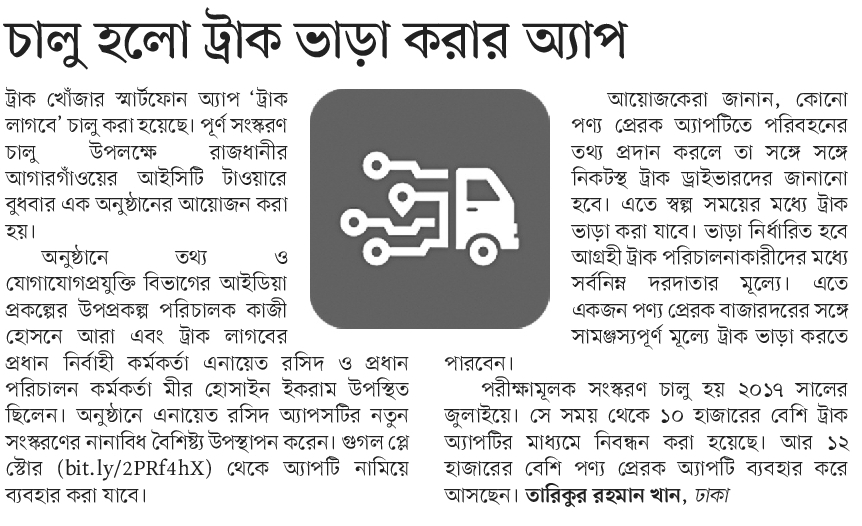 চালু হলো ট্রাক ভাড়া করার অ্যাপ
ট্রাক খোঁজার স্মার্টফোন অ্যাপ ‘ট্রাক
লাগবে’ চালু করা হয়েছে। পূর্ণ সংস্করণ
চালু উপলক্ষে রাজধানীর
আগারগাঁওয়ের আইসিটি টাওয়ারে
বুধবার এক অনুষ্ঠানের আয়োজন করা
হয়।
অনুষ্ঠানে তথ্য ও
যোগাযোগপ্রযুক্তি বিভাগের আইডিয়া
প্রকল্পের উপপ্রকল্প পরিচালক কাজী
হোসনে আরা এবং ট্রাক লাগবের
প্রধান নির্বাহী কর্মকর্তা এনায়েত রসিদ ও প্রধান
পরিচালন কর্মকর্তা মীর হোসাইন ইকরাম উপস্থিত
ছিলেন। অনুষ্ঠানে এনায়েত রসিদ অ্যাপসটির নতুন
সংস্করণের নানাবিধ বৈশিষ্ট্য উপস্থাপন করেন। গুগল প্লে
স্টোর (bit.ly/2PRf4hX) থেকে অ্যাপটি নামিয়ে
ব্যবহার করা যাবে।
আয়োজকেরা জানান, কোনো
পণ্য প্রেরক অ্যাপটিতে পরিবহনের
তথ্য প্রদান করলে তা সঙ্গে সঙ্গে
নিকটস্থ ট্রাক ড্রাইভারদের জানানো
হবে। এতে স্বল্প সময়ের মধ্যে ট্রাক
ভাড়া করা যাবে। ভাড়া নির্ধারিত হবে
আগ্রহী ট্রাক পরিচালনাকারীদের মধ্যে
সর্বনিম্ন দরদাতার মূল্যে। এতে
একজন পণ্য প্রেরক বাজারদরের সঙ্গে
সামঞ্জস্যপূর্ণ মূল্যে ট্রাক ভাড়া করতে
পারবেন।
পরীক্ষামূলক সংস্করণ চালু হয় ২০১৭ সালের
জুলাইয়ে। সে সময় থেকে ১০ হাজারের বেশি ট্রাক
অ্যাপটির মাধ্যমে নিবন্ধন করা হয়েছে। আর ১২
হাজারের বেশি পণ্য প্রেরক অ্যাপটি ব্যবহার করে
আসছেন। তারিকুর রহমান খান, ঢাকা